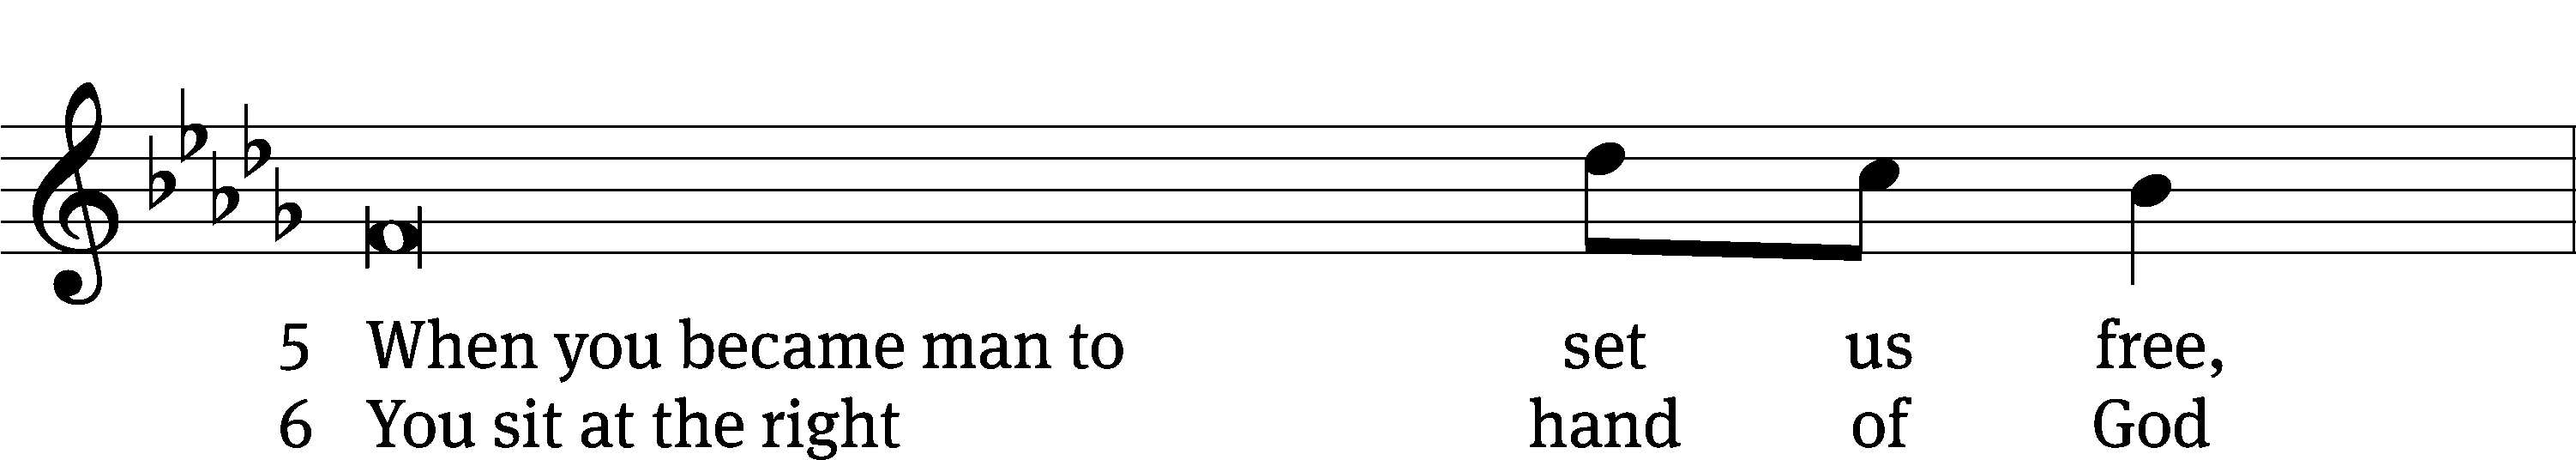 5 When you became man to set us free,
6 You sit at the right hand of God